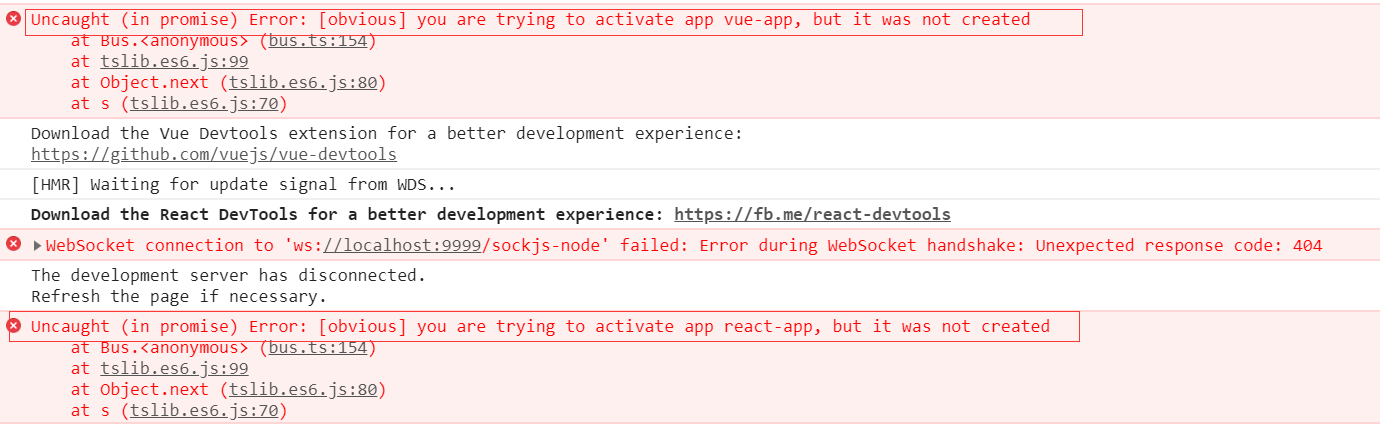 Uncaught (in promise) Error: [obvious] you are trying to activate app vue-app, but it was not created
at Bus.<anonymous> (bus.ts:154)
at tslib.es6.js:99
at Object.next (tslib.es6.js:80)
at s (tslib.es6.js:70)
Download the Vue Devtools extension for a better development experience:
https://github.com/vuejs/vue-devtools
[HMR] Waiting for update signal from WDS...
Download the React DevTools for a better development experience: https://fb.me/react-devtools
WebSocket connection to 'ws://localhost:9999/sockjs-node' failed: Error during WebSocket handshake: Unexpected response code: 404
The development server has disconnected.
Refresh the page if necessary.
Uncaught (in promise) Error: [obvious] you are trying to activate app react-app, but it was not created
at Bus.<anonymous> (bus.ts:154)
at tslib.es6.js:99
at Object.next (tslib.es6.js:80)
at s (tslib.es6.js:70)